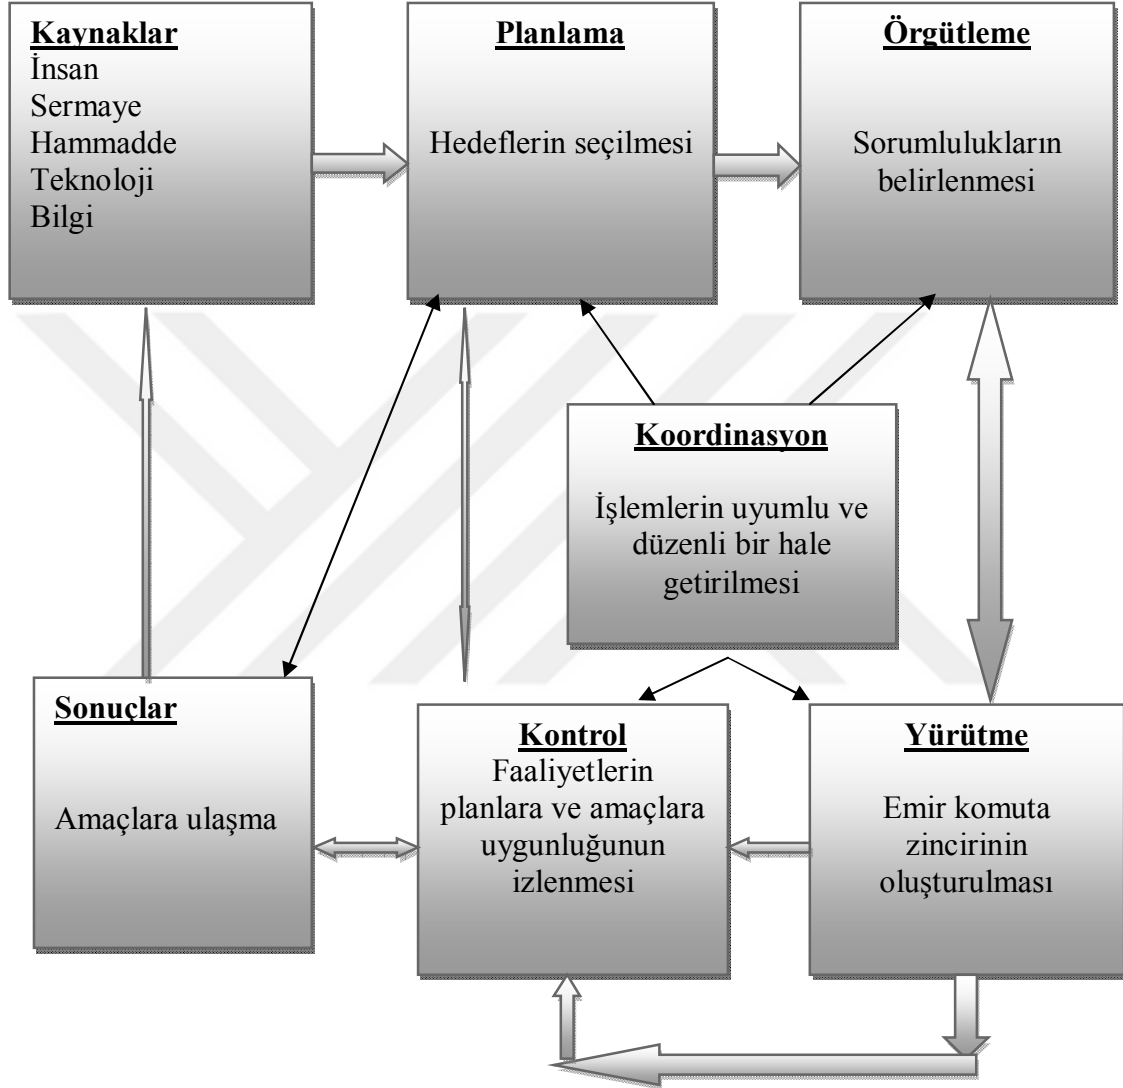 Kaynaklar
İnsan
Sermaye
Hammadde
Teknoloji
Bilgi
Planlama
Hedeflerin seçilmesi
Örgütleme
Sorumlulukların
belirlenmesi
Koordinasyon
İşlemlerin uyumlu ve
düzenli bir hale
getirilmesi
Sonuçlar
Amaçlara ulaşma
Kontrol
Faaliyetlerin
planlara ve amaçlara
uygunluğunun
izlenmesi
Yürütme
Emir komuta
zincirinin
oluşturulması